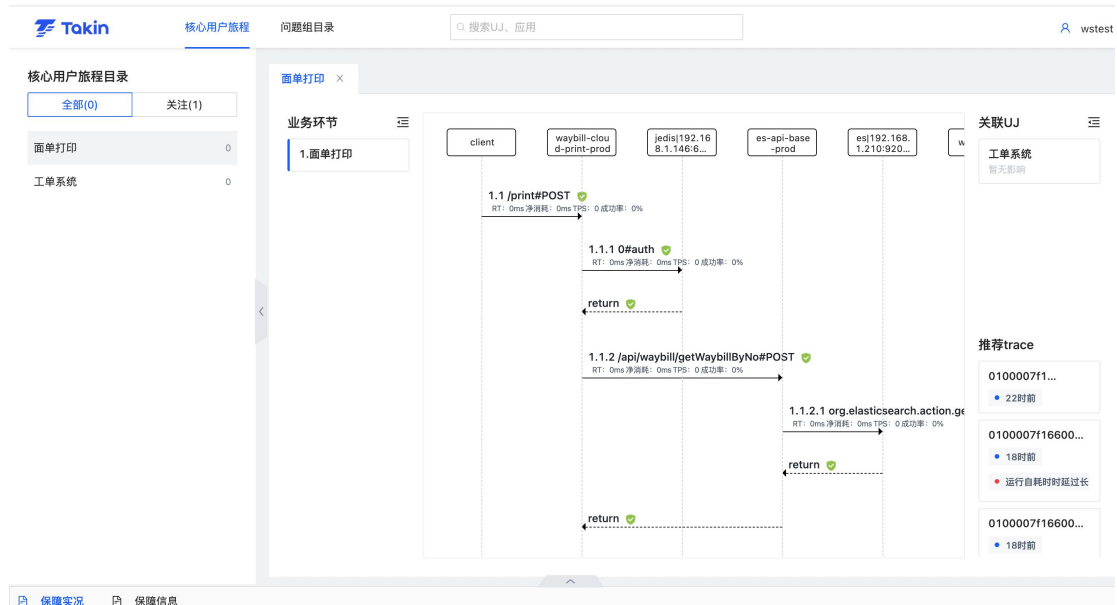 Takin
核心用户旅程
问题组目录
搜索UJ、应用
wstest
核心用户旅程目录
全部(0)
关注(1)
面单打印 0
工单系统 0
面单打印 ×
业务环节
1.面单打印
client
waybill-clou
d-print-prod
jedis|192.16
8.1.146:6...
es-api-base
-prod
es|192.168.
1.210:920...
w
1.1 /print#POST
RT：0ms 净消耗：0ms TPS：0 成功率：0%
1.1.1 0#auth
RT：0ms 净消耗：0ms TPS：0 成功率：0%
return
1.1.2 /api/waybill/getWaybillByNo#POST
RT：0ms 净消耗：0ms TPS：0 成功率：0%
1.1.2.1 org.elasticsearch.action.ge
RT：0ms 净消耗：0ms TPS：0 成功率：0%
return
return
关联UJ
工单系统
暂无影响
推荐trace
0100007f1...
22时前
0100007f16600...
18时前
运行自耗时时延过长
0100007f16600...
18时前
保障实况
保障信息